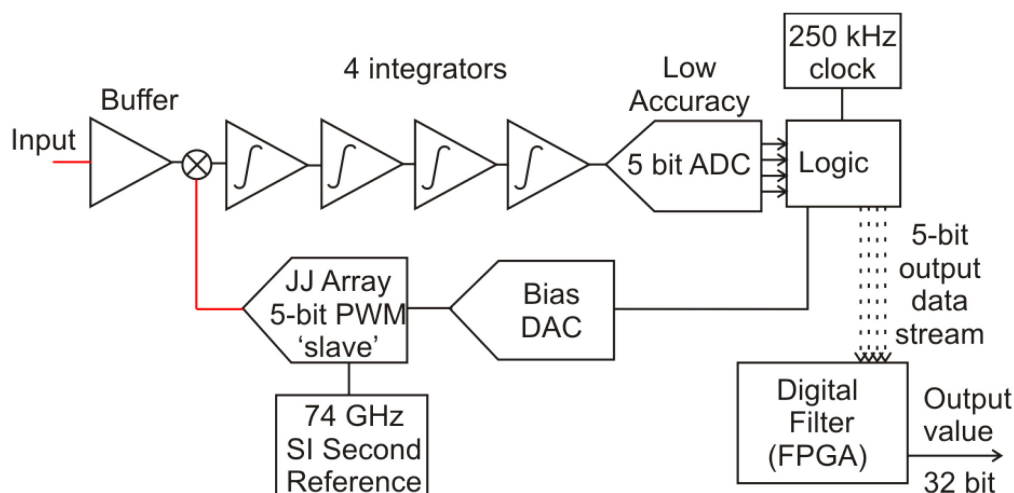 250 kHz
clock
4 integrators
Low
Accuracy
Buffer
Input
5 bit ADC
Logic
5-bit
output
data
stream
JJ Array
5-bit PWM
‘slave’
Bias
DAC
74 GHz
SI Second
Reference
Digital
Filter
(FPGA)
Output
value
32 bit